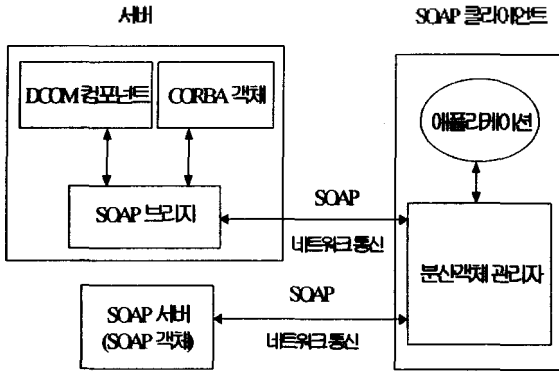 서버
SOAP 클라이언트
DCOM 컴포넌트
CORBA 객체
애플리케이션
SOAP 브리지
SOAP
네트워크 통신
분산객체 관리자
SOAP
네트워크 통신
SOAP 서버
(SOAP 객체)